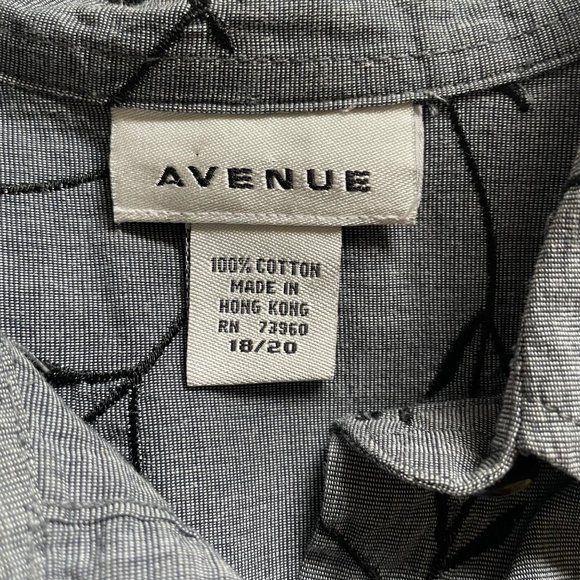 AVENUE
100% COTTON
MADE IN
HONG KONG
RN 73960
18/20